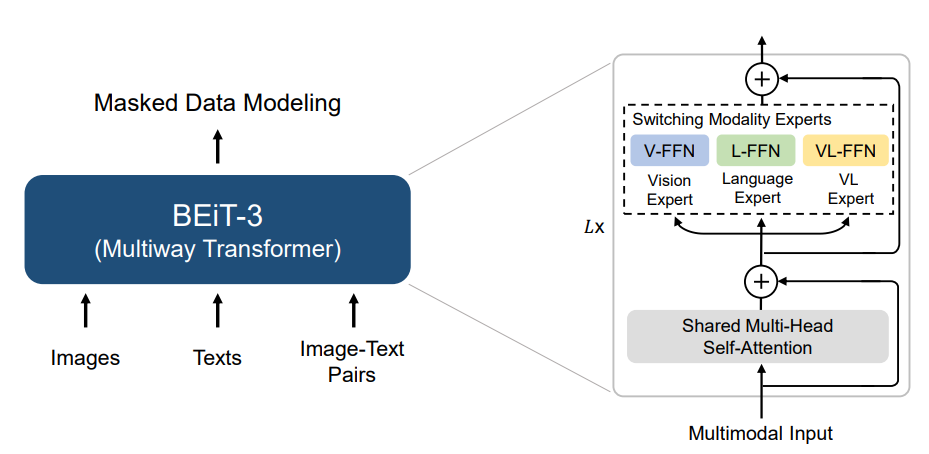 Masked Data Modeling
BEiT-3
(Multiway Transformer)
Images
Texts
Image-Text
Pairs
Switching Modality Experts
V-FFN
L-FFN
VL-FFN
Vision
Expert
Language
Expert
VL
Expert
Lx
Shared Multi-Head
Self-Attention
Multimodal Input